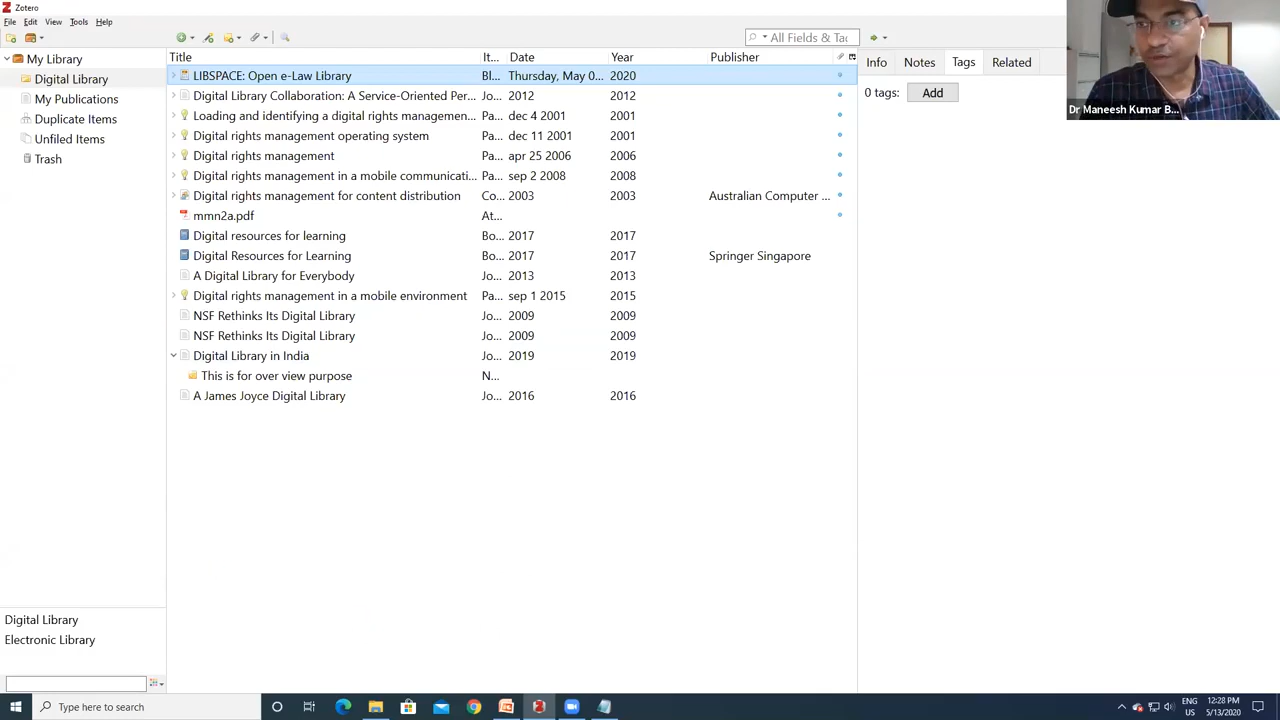 Zotero
File Edit View Tools Help
All Fields & Tag
My Library
Digital Library
My Publications
Duplicate Items
Unfiled Items
Trash
Title It... Date Year Publisher
LIBSPACE: Open e-Law Library Bl... Thursday, May 0... 2020
Digital Library Collaboration: A Service-Oriented Per... Jo... 2012 2012
Loading and identifying a digital rights managemen... Pa... dec 4 2001 2001
Digital rights management operating system Pa... dec 11 2001 2001
Digital rights management Pa... apr 25 2006 2006
Digital rights management in a mobile communicati... Pa... sep 2 2008 2008
Digital rights management for content distribution Co... 2003 2003 Australian Computer ...
mmn2a.pdf At...
Digital resources for learning Bo... 2017 2017
Digital Resources for Learning Bo... 2017 2017 Springer Singapore
A Digital Library for Everybody Jo... 2013 2013
Digital rights management in a mobile environment Pa... sep 1 2015 2015
NSF Rethinks Its Digital Library Jo... 2009 2009
NSF Rethinks Its Digital Library Jo... 2009 2009
Digital Library in India Jo... 2019 2019
This is for over view purpose N...
A James Joyce Digital Library Jo... 2016 2016
Info Notes Tags Related
0 tags: Add
Dr Maneesh Kumar B...
Digital Library
Electronic Library
Type here to search
ENG
US
12:28 PM
5/13/2020